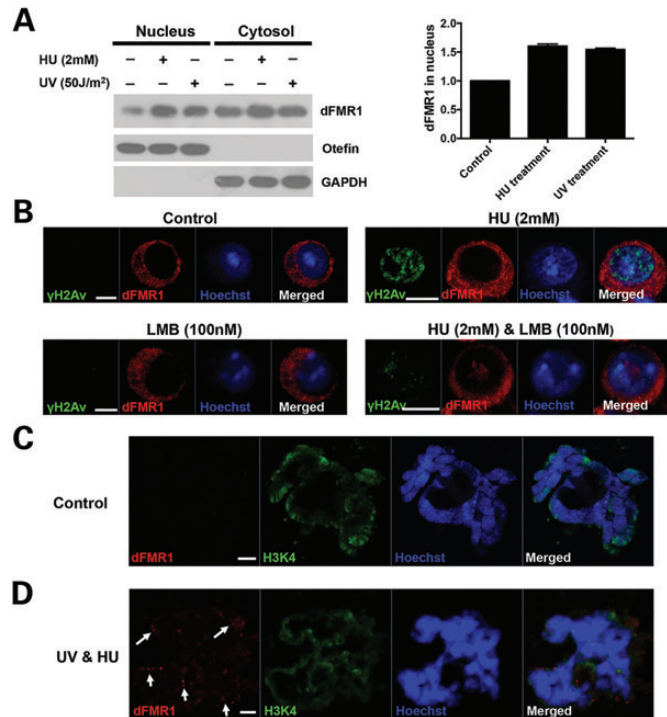 A
Nucleus Cytosol
HU (2mM) – + – – + –
UV (50J/m²) – – + – – +
dFMR1
Otefin
GAPDH
dFMR1 in nucleus
2.0
1.5
1.0
0.5
0.0
Control
HU treatment
UV treatment
B
Control
γH2Av dFMR1 Hoechst Merged
HU (2mM)
γH2Av dFMR1 Hoechst Merged
LMB (100nM)
γH2Av dFMR1 Hoechst Merged
HU (2mM) & LMB (100nM)
γH2Av dFMR1 Hoechst Merged
C
Control
dFMR1 H3K4 Hoechst Merged
D
UV & HU
dFMR1 H3K4 Hoechst Merged